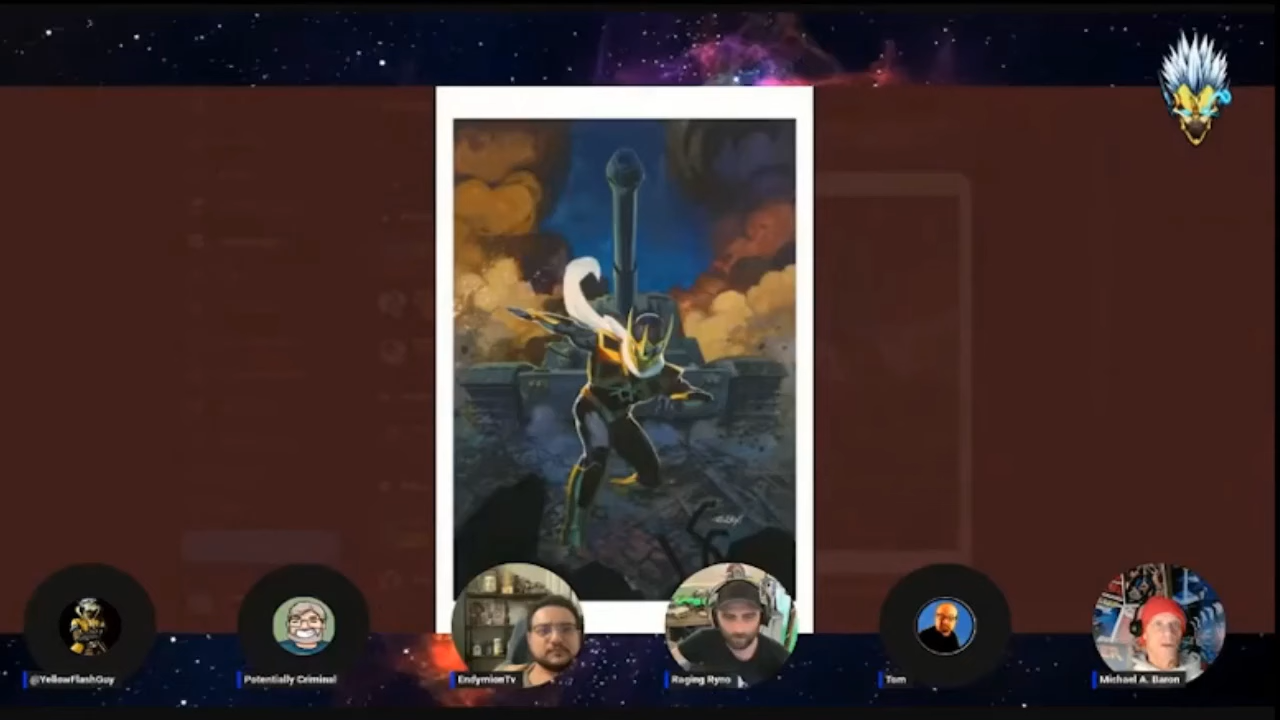 @YellowFlashGuy
Potentially Criminal
EndymionTv
Raging Ryno
Tom
Michael A. Baron